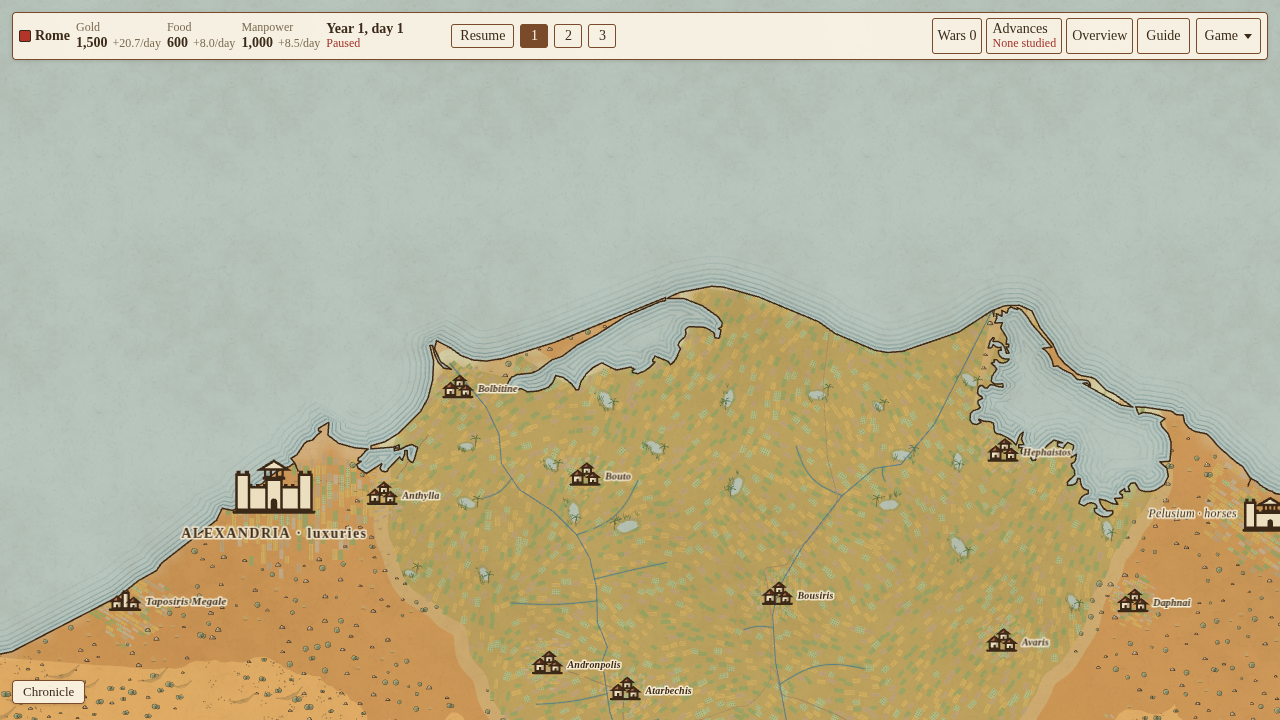 Rome
Gold
1,500 +20.7/day
Food
600 +8.0/day
Manpower
1,000 +8.5/day
Year 1, day 1
Paused
Resume
1
2
3
Wars 0
Advances
None studied
Overview
Guide
Game
Bolbitine
Hephaistos
Bouto
Anthylla
Pelusium · horses
ALEXANDRIA · luxuries
Bousiris
Taposiris Megale
Daphnai
Avaris
Andronpolis
Atarbechis
Chronicle